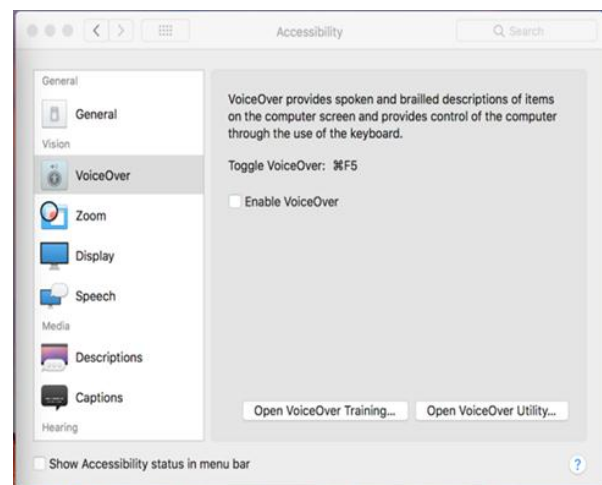 Accessibility
Search
General
General
Vision
VoiceOver
Zoom
Display
Speech
Media
Descriptions
Captions
Hearing
VoiceOver provides spoken and brailled descriptions of items
on the computer screen and provides control of the computer
through the use of the keyboard.
Toggle VoiceOver: ⌘F5
Enable VoiceOver
Open VoiceOver Training...
Open VoiceOver Utility...
Show Accessibility status in menu bar
?